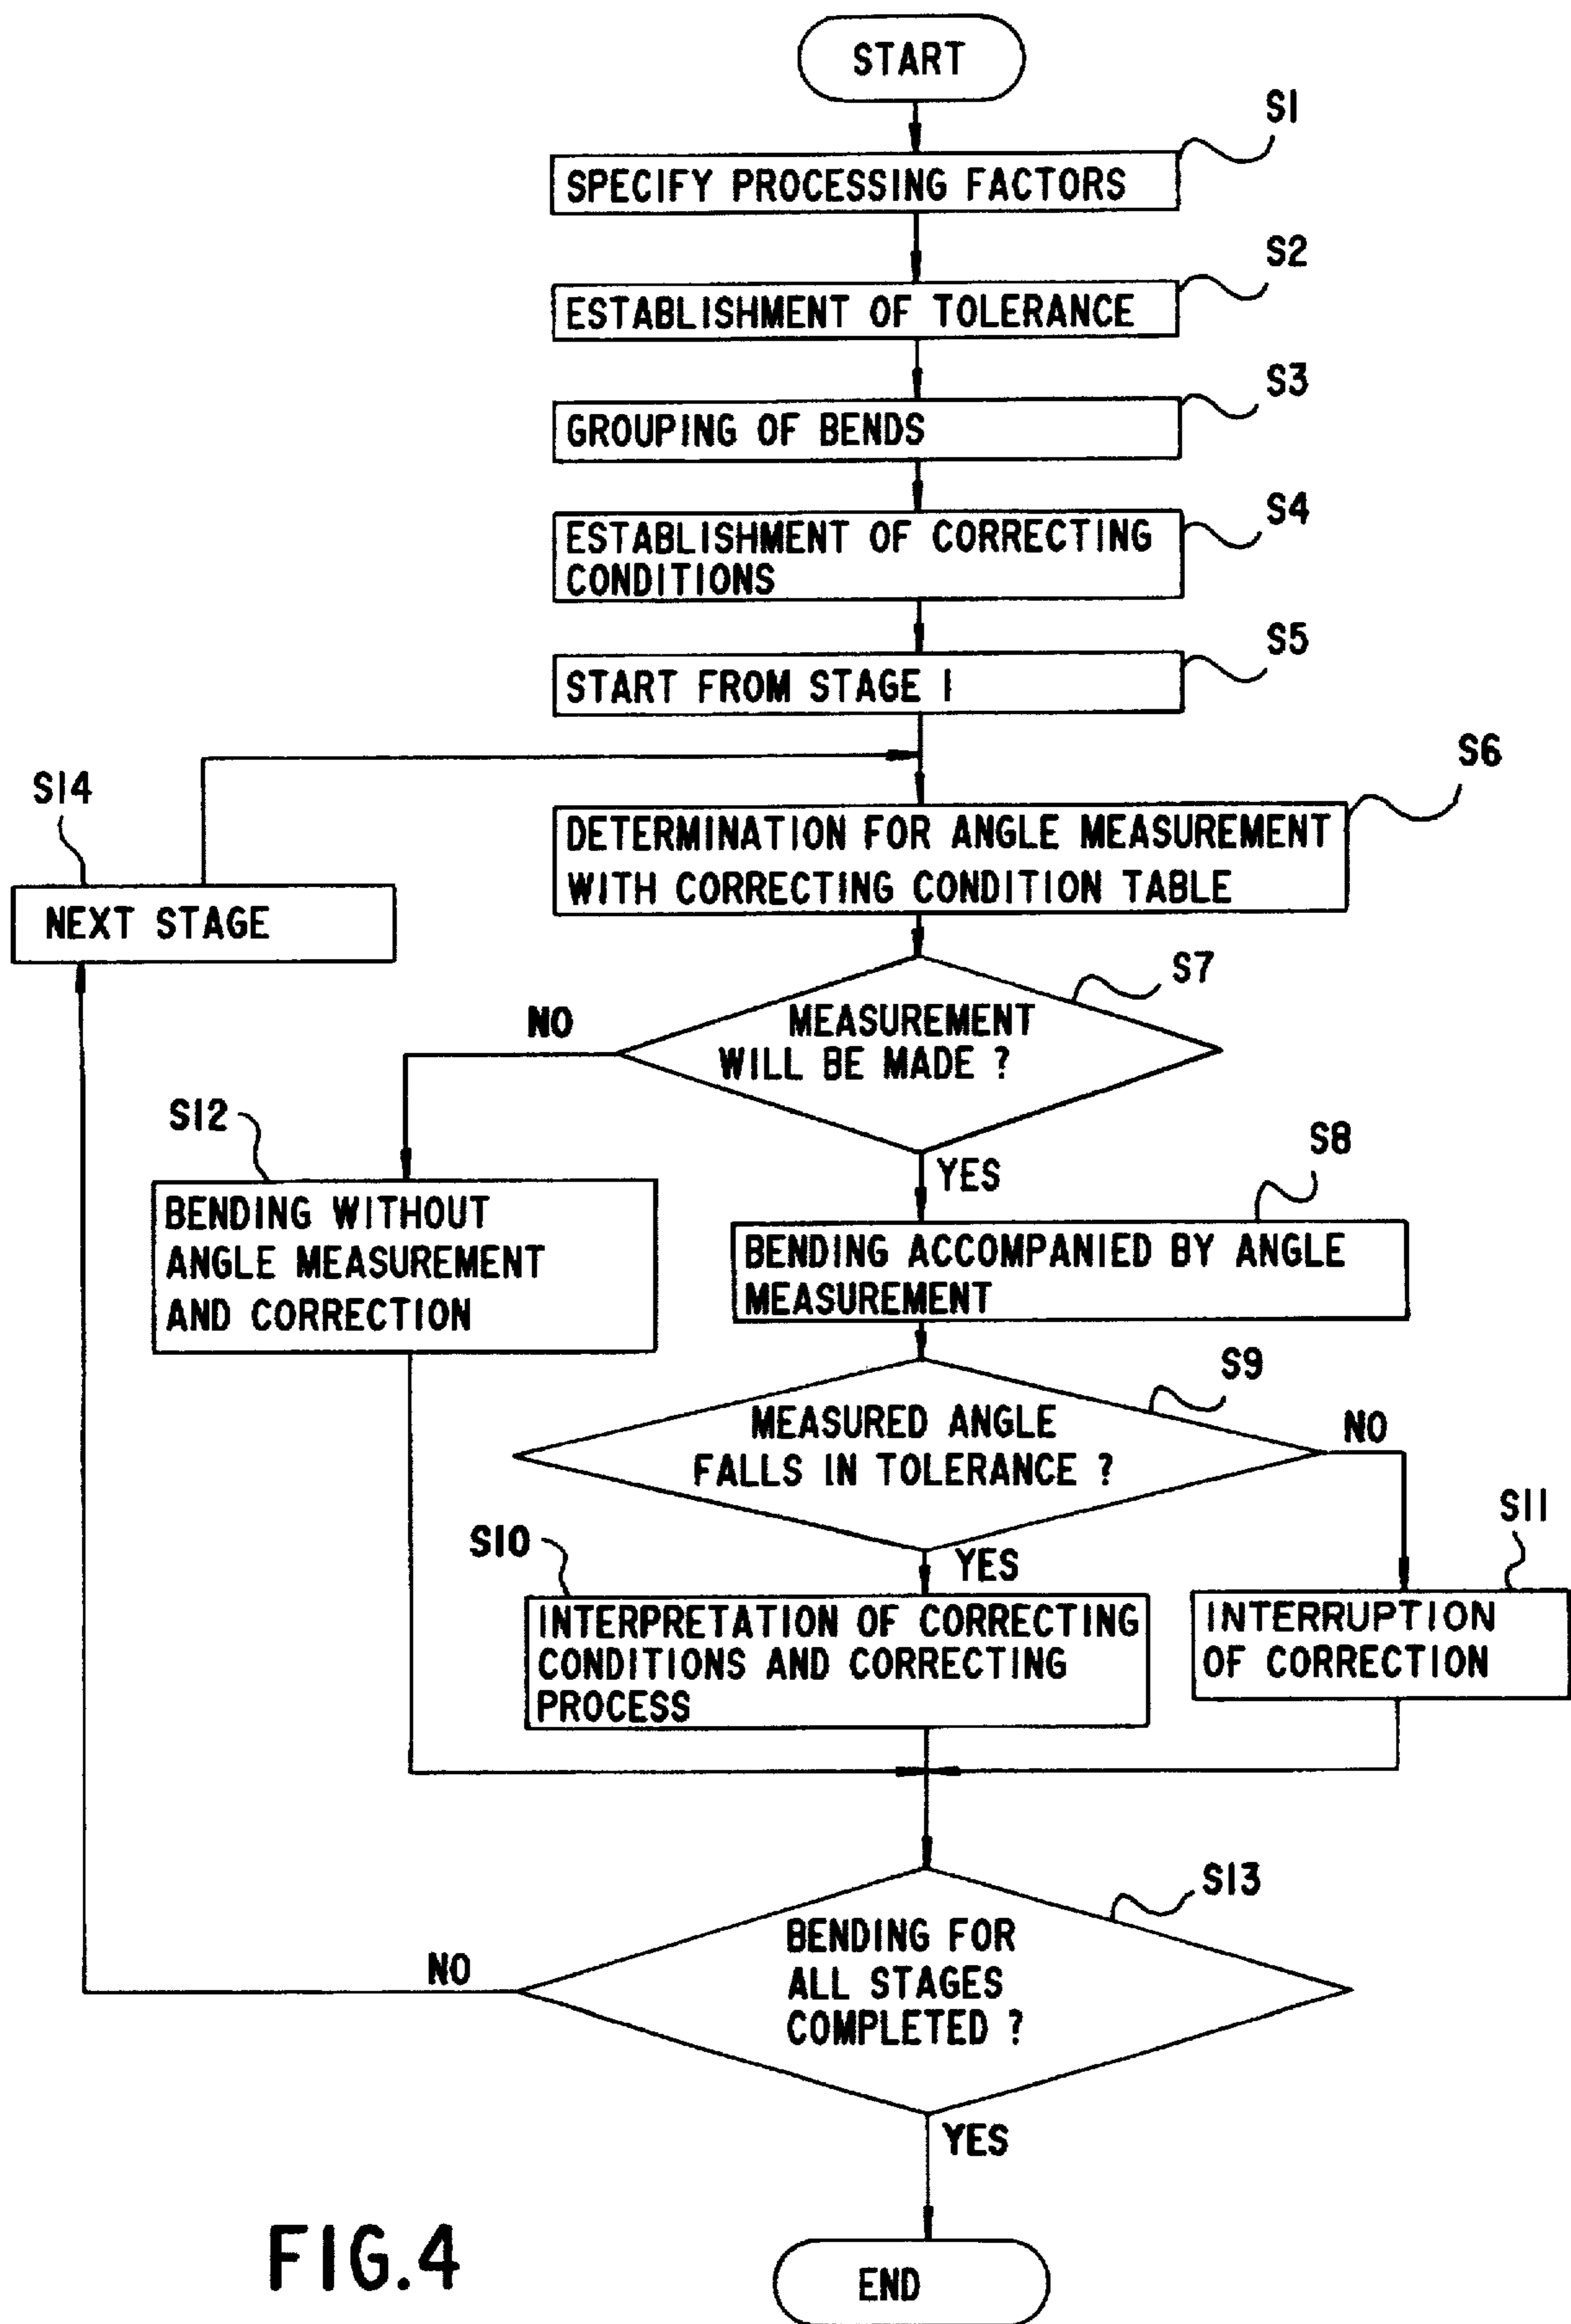 START
S1
SPECIFY PROCESSING FACTORS
S2
ESTABLISHMENT OF TOLERANCE
S3
GROUPING OF BENDS
S4
ESTABLISHMENT OF CORRECTING
CONDITIONS
S5
START FROM STAGE 1
S6
DETERMINATION FOR ANGLE MEASUREMENT
WITH CORRECTING CONDITION TABLE
S14
NEXT STAGE
S7
MEASUREMENT
WILL BE MADE ?
NO
YES
S12
BENDING WITHOUT
ANGLE MEASUREMENT
AND CORRECTION
S8
BENDING ACCOMPANIED BY ANGLE
MEASUREMENT
S9
MEASURED ANGLE
FALLS IN TOLERANCE ?
NO
YES
S10
INTERPRETATION OF CORRECTING
CONDITIONS AND CORRECTING
PROCESS
S11
INTERRUPTION
OF CORRECTION
S13
BENDING FOR
ALL STAGES
COMPLETED ?
NO
YES
END
FIG.4